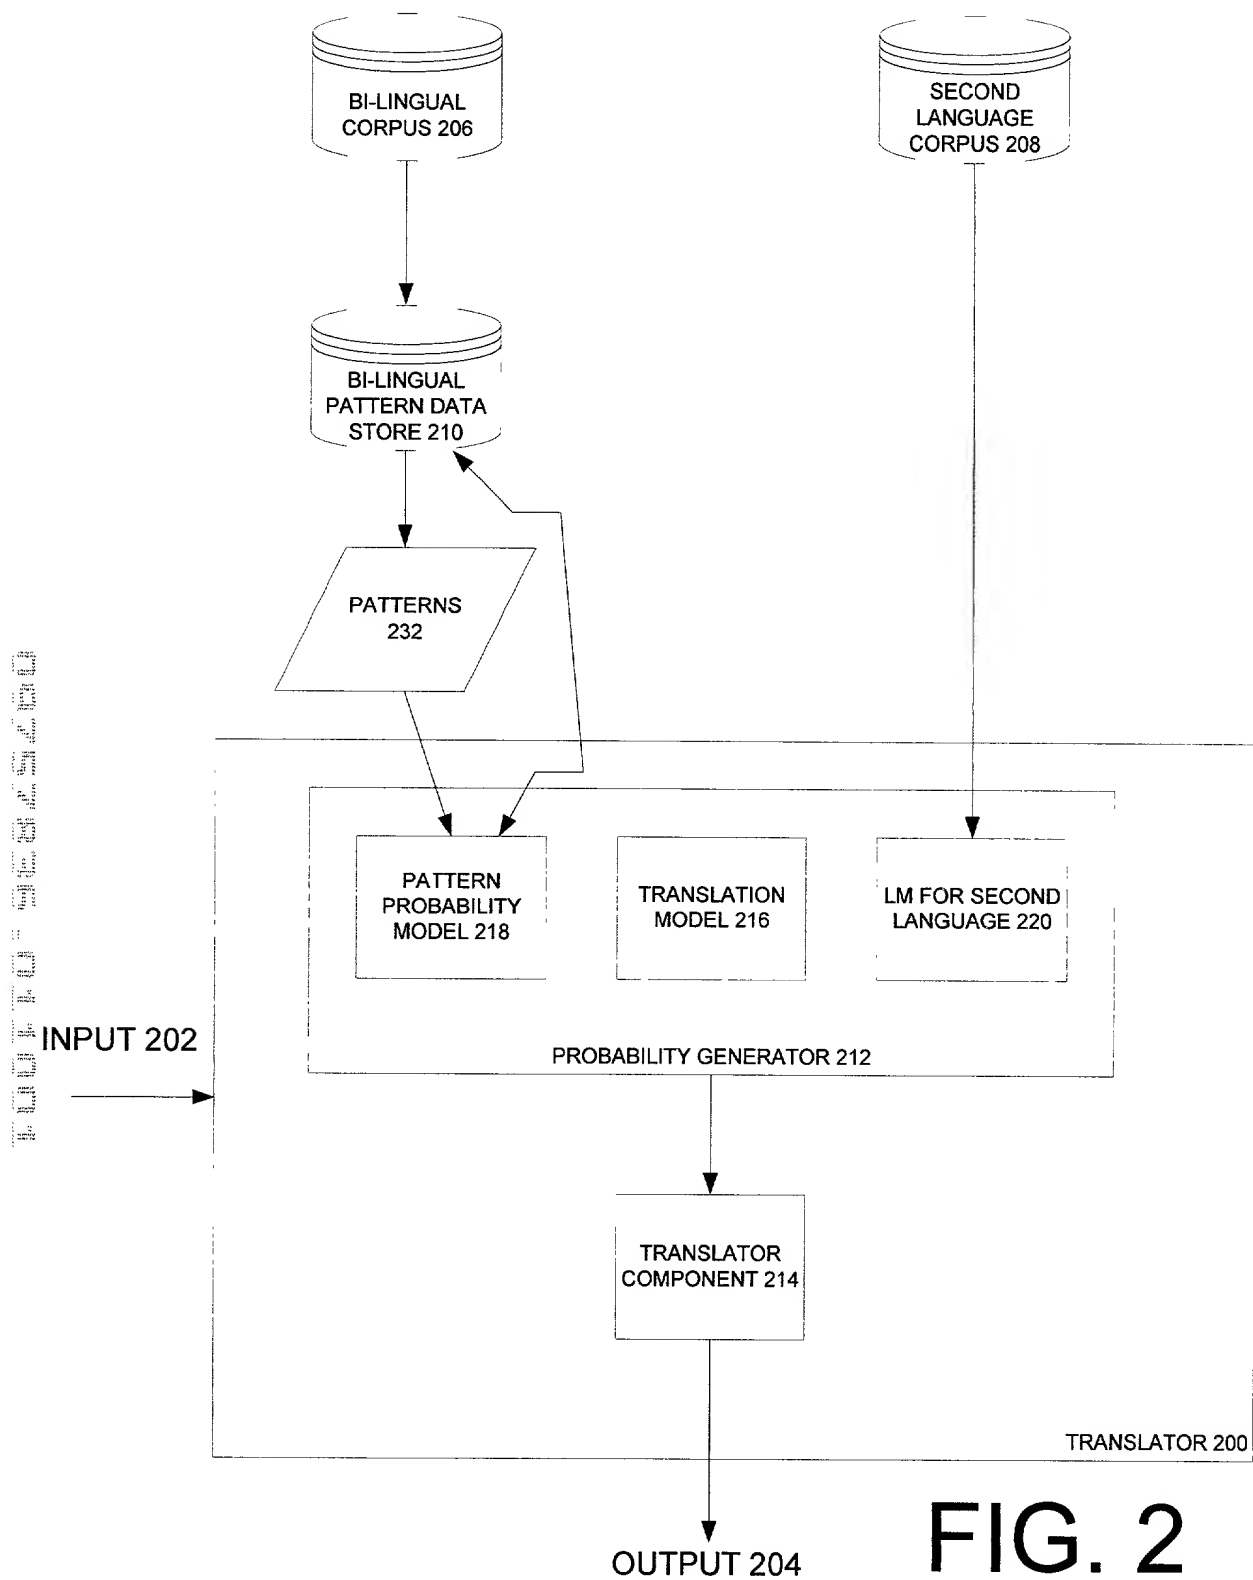 BI-LINGUAL
CORPUS 206
SECOND
LANGUAGE
CORPUS 208
BI-LINGUAL
PATTERN DATA
STORE 210
PATTERNS
232
PATTERN
PROBABILITY
MODEL 218
TRANSLATION
MODEL 216
LM FOR SECOND
LANGUAGE 220
INPUT 202
PROBABILITY GENERATOR 212
TRANSLATOR
COMPONENT 214
TRANSLATOR 200
OUTPUT 204
FIG. 2